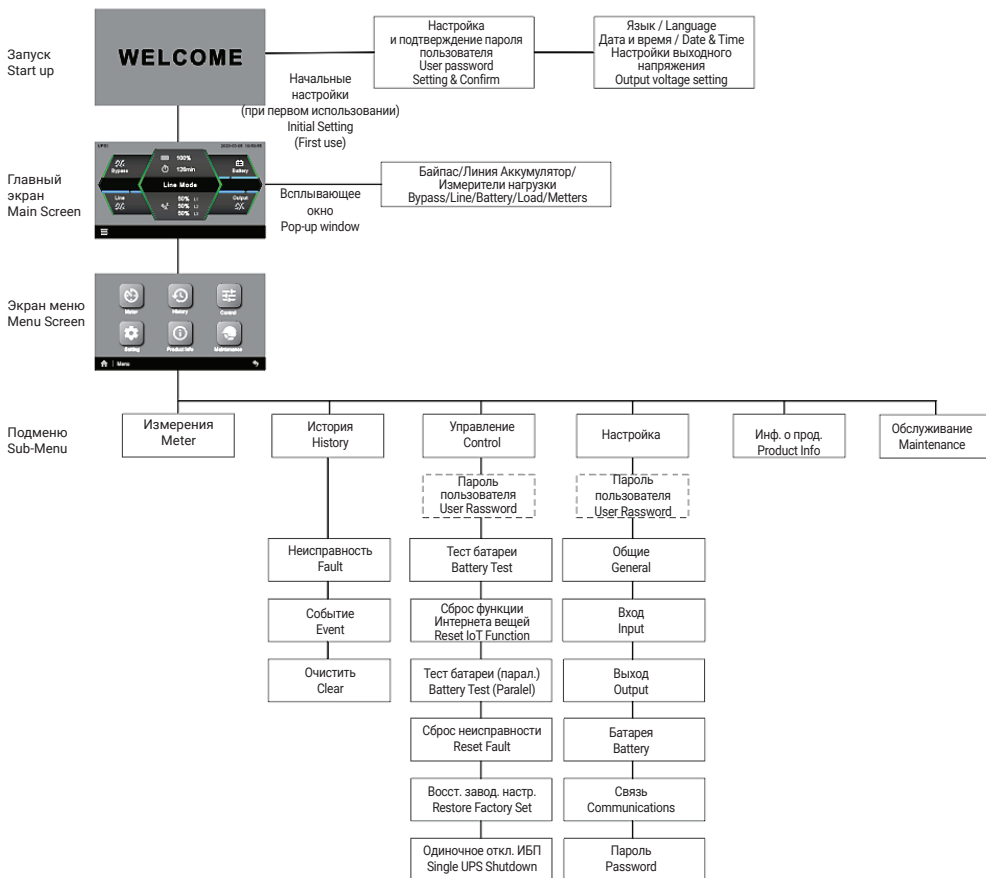 Запуск
Start up
WELCOME
Начальные
настройки
(при первом использовании)
Initial Setting
(First use)
Настройка
и подтверждение пароля
пользователя
User password
Setting & Confirm
Язык / Language
Дата и время / Date & Time
Настройки выходного
напряжения
Output voltage setting
Главный
экран
Main Screen
100%
Bypass
126min
Battery
Line Mode
Line
50% L1
50% L2
50% L3
Output
Всплывающее
окно
Pop-up window
Байпас/Линия Аккумулятор/
Измерители нагрузки
Bypass/Line/Battery/Load/Metters
Экран меню
Menu Screen
Meter
History
Control
Setting
Product Info
Maintenance
Menu
Подменю
Sub-Menu
Измерения
Meter
История
History
Управление
Control
Настройка
Инф. о прод.
Product Info
Обслуживание
Maintenance
Пароль
пользователя
User Rassword
Пароль
пользователя
User Rassword
Неисправность
Fault
Тест батареи
Battery Test
Общие
General
Событие
Event
Сброс функции
Интернета вещей
Reset IoT Function
Вход
Input
Очистить
Clear
Тест батареи (парал.)
Battery Test (Paralel)
Выход
Output
Сброс неисправности
Reset Fault
Батарея
Battery
Восст. завод. настр.
Restore Factory Set
Связь
Communications
Одиночное откл. ИБП
Single UPS Shutdown
Пароль
Password